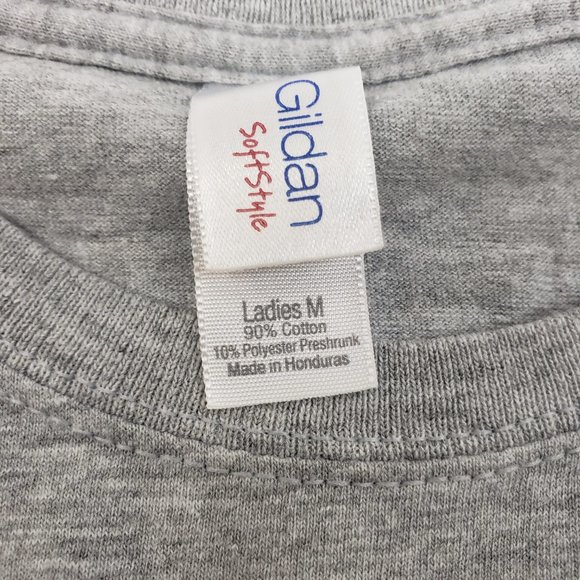 Gildan
SoftStyle
Ladies M
90% Cotton
10% Polyester Preshrunk
Made in Honduras